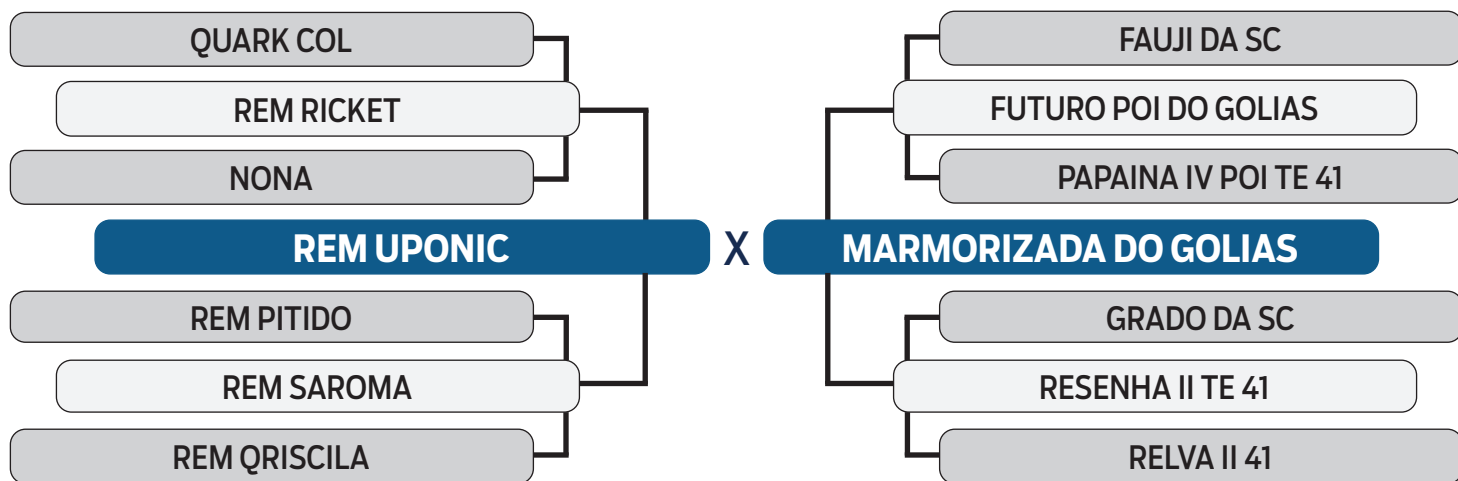 QUARK COL
REM RICKET
NONA
REM UPONIC
REM PITIDO
REM SAROMA
REM QRISCILA
X
FAUJI DA SC
FUTURO POI DO GOLIAS
PAPAINA IV POI TE 41
MARMORIZADA DO GOLIAS
GRADO DA SC
RESENHA II TE 41
RELVA II 41